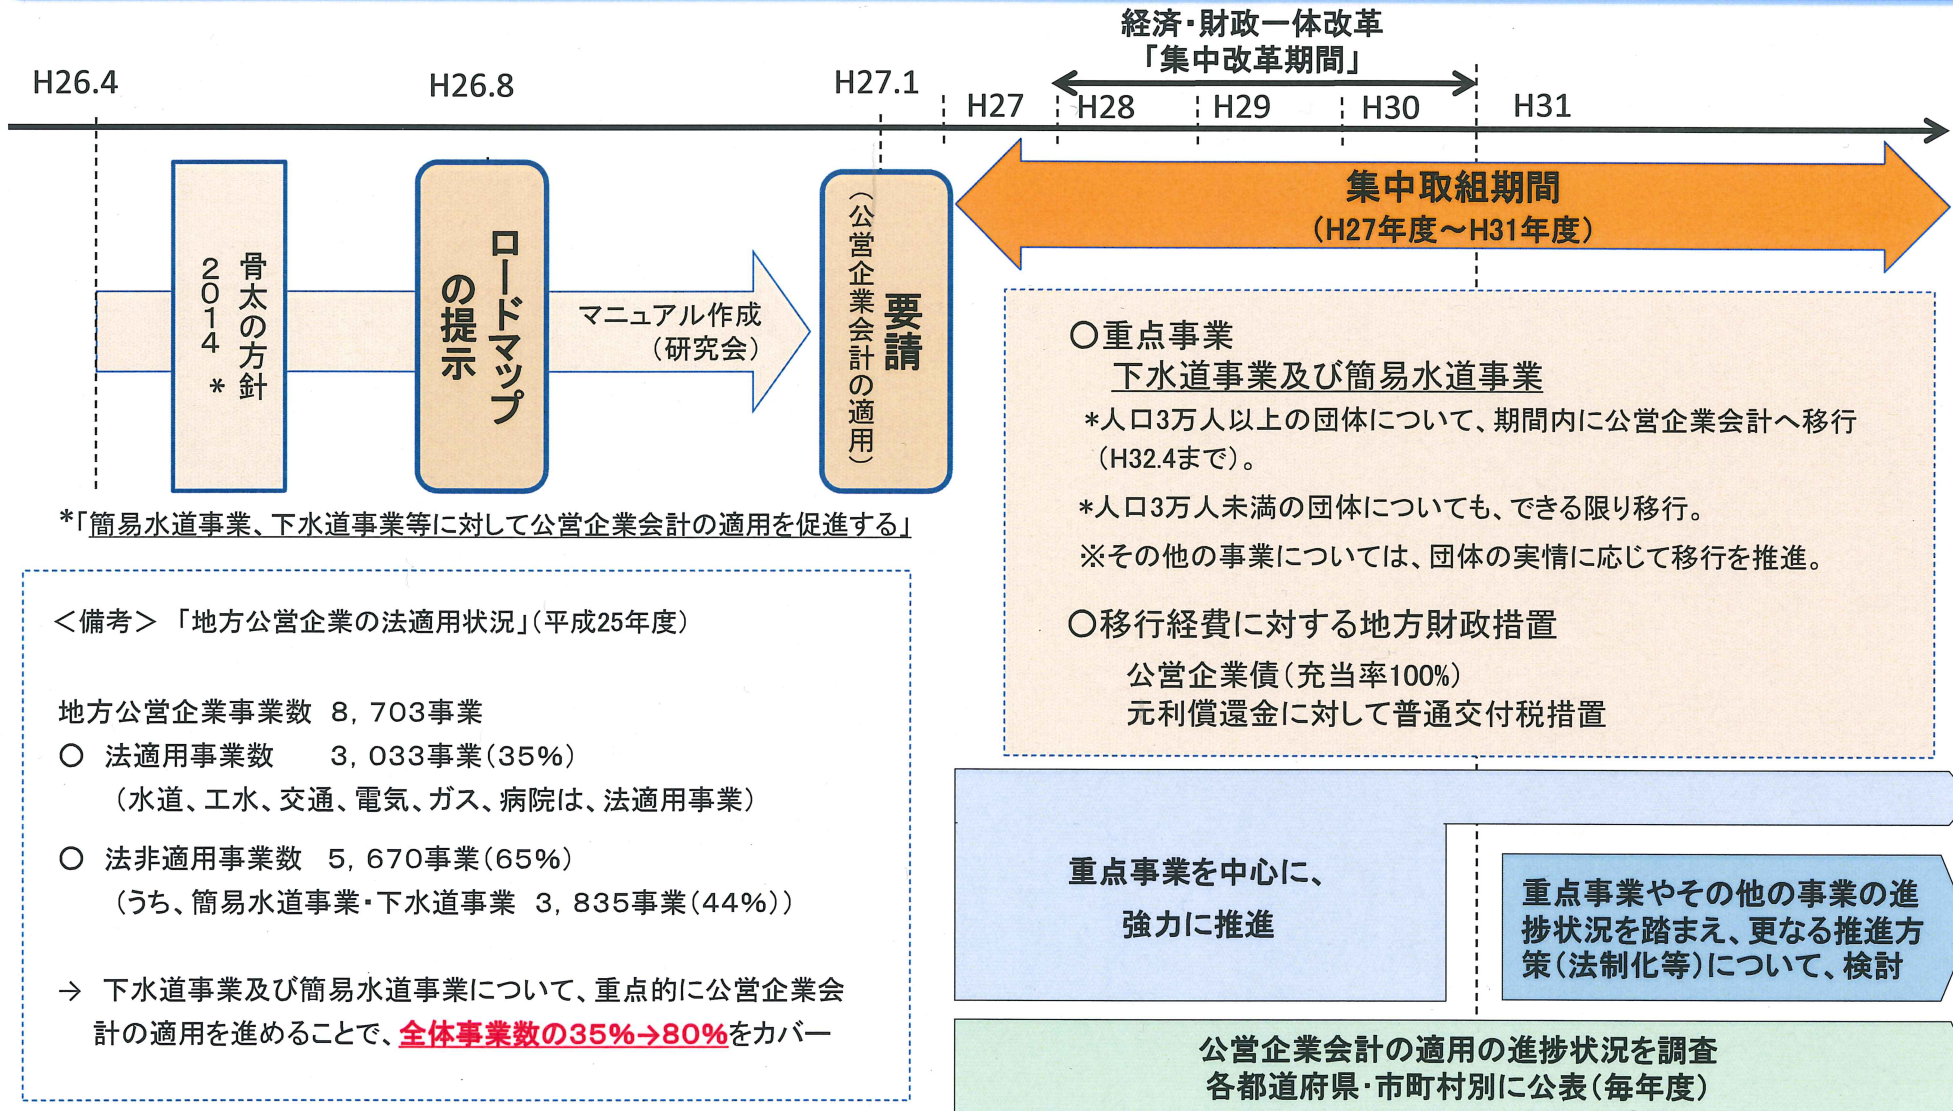 経済・財政一体改革
「集中改革期間」
H26.4
H26.8
H27.1
H27
H28
H29
H30
H31
骨太の方針
2014 *
ロードマップ
の提示
マニュアル作成
(研究会)
要請
(公営企業会計の適用)
集中取組期間
(H27年度～H31年度)
*「簡易水道事業、下水道事業等に対して公営企業会計の適用を促進する」
○重点事業
下水道事業及び簡易水道事業
*人口3万人以上の団体について、期間内に公営企業会計へ移行
(H32.4まで)。
*人口3万人未満の団体についても、できる限り移行。
※その他の事業については、団体の実情に応じて移行を推進。
○移行経費に対する地方財政措置
公営企業債(充当率100%)
元利償還金に対して普通交付税措置
＜備考＞ 「地方公営企業の法適用状況」(平成25年度)
地方公営企業事業数 8，703事業
○ 法適用事業数 3，033事業(35%)
(水道、工水、交通、電気、ガス、病院は、法適用事業)
○ 法非適用事業数 5，670事業(65%)
(うち、簡易水道事業・下水道事業 3，835事業(44%))
→ 下水道事業及び簡易水道事業について、重点的に公営企業会
計の適用を進めることで、全体事業数の35%→80%をカバー
重点事業を中心に、
強力に推進
重点事業やその他の事業の進
捗状況を踏まえ、更なる推進方
策(法制化等)について、検討
公営企業会計の適用の進捗状況を調査
各都道府県・市町村別に公表(毎年度)